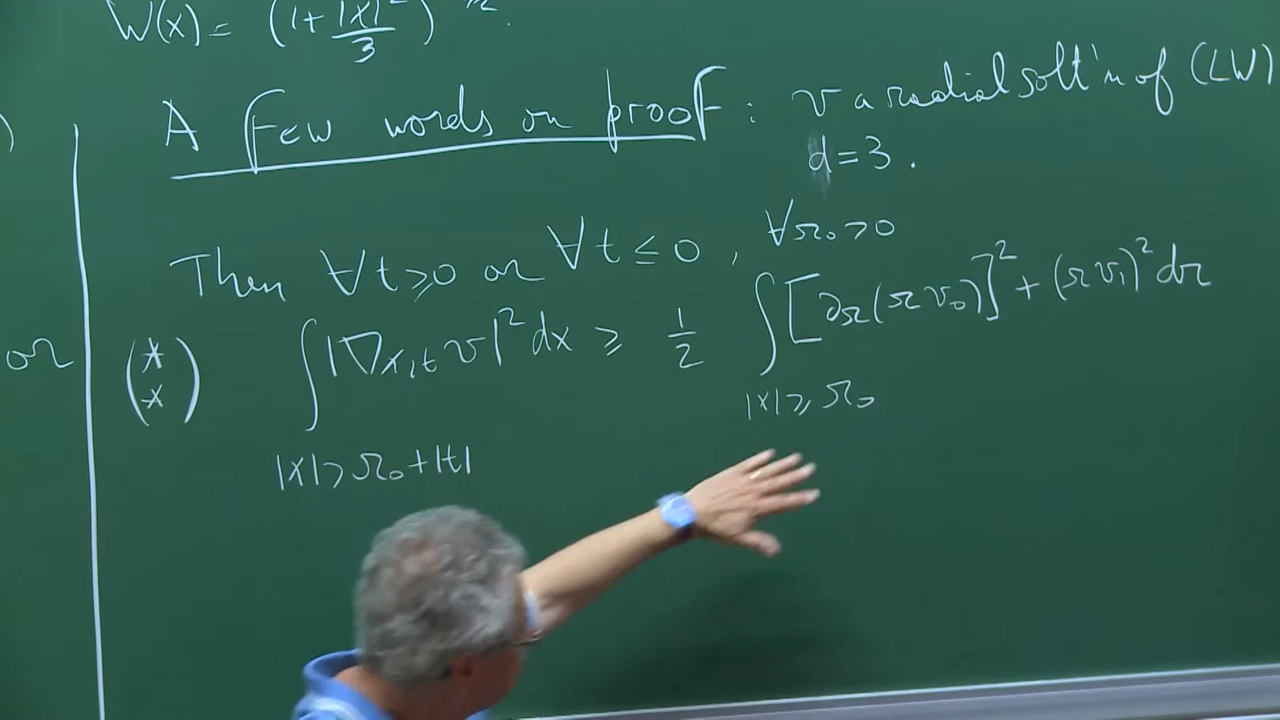 W(x) = (1 + |x|²/3)^-1/2.
A few words on proof : v a radial solt'n of (LW)
d = 3 .
Then ∀t ≥ 0 or ∀t ≤ 0 , ∀r₀ > 0
or
(**) ∫ |∇x,t v|² dx ≥ 1/2 ∫ [∂r(r v₀)]² + (r v₁)² dr
|x| > r₀ + |t| |x| ≥ r₀